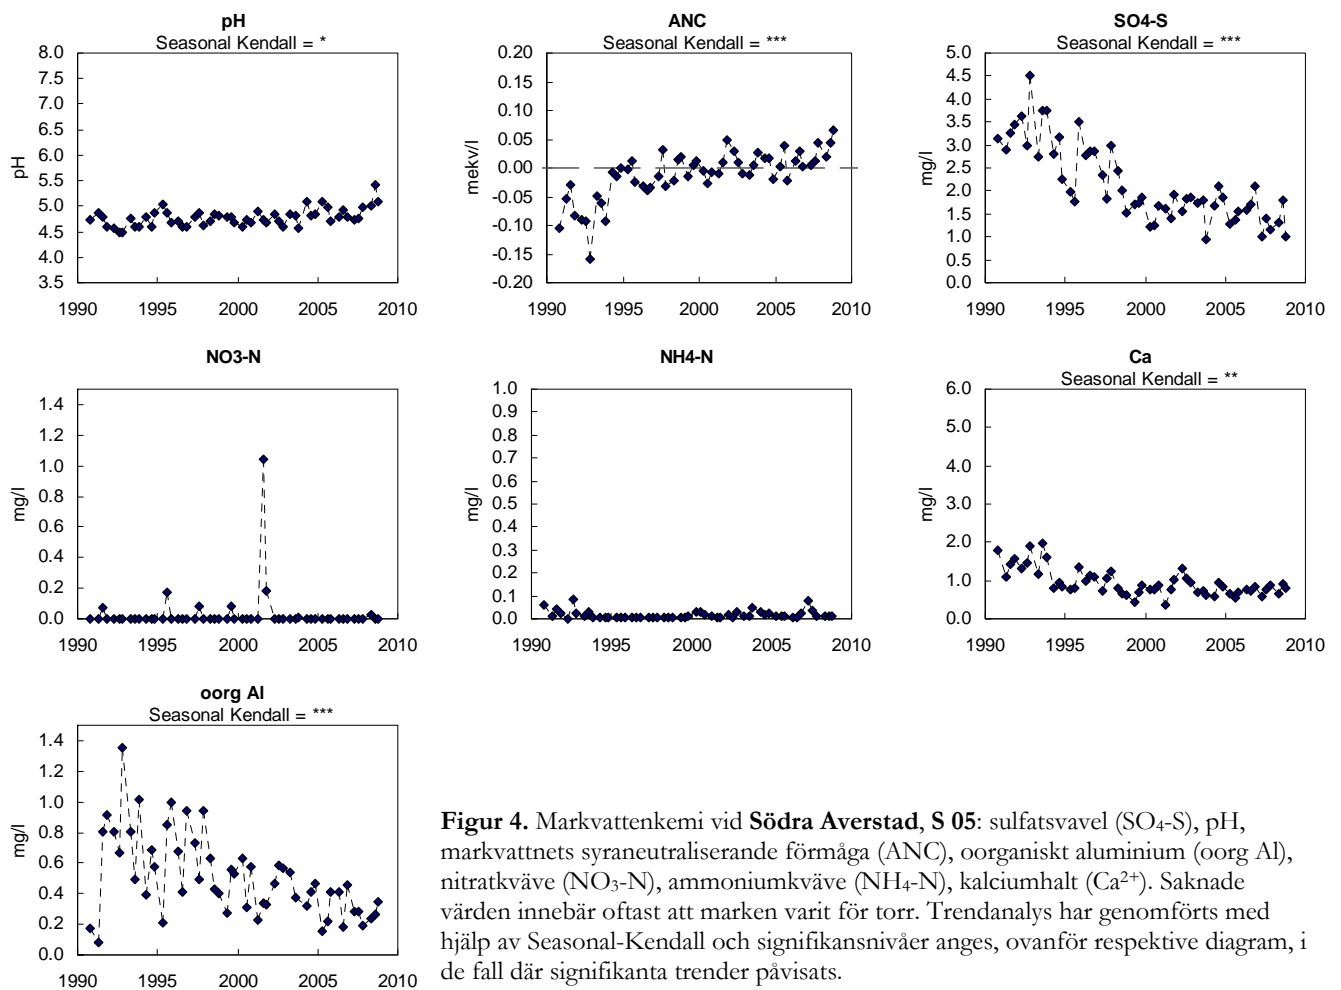 pH
Seasonal Kendall = *
8.0
7.5
7.0
6.5
6.0
5.5
5.0
4.5
4.0
3.5
pH
1990 1995 2000 2005 2010
ANC
Seasonal Kendall = ***
0.20
0.15
0.10
0.05
0.00
-0.05
-0.10
-0.15
-0.20
mekv/l
1990 1995 2000 2005 2010
SO4-S
Seasonal Kendall = ***
5.0
4.5
4.0
3.5
3.0
2.5
2.0
1.5
1.0
0.5
0.0
mg/l
1990 1995 2000 2005 2010
NO3-N
1.4
1.2
1.0
0.8
0.6
0.4
0.2
0.0
mg/l
1990 1995 2000 2005 2010
NH4-N
1.0
0.9
0.8
0.7
0.6
0.5
0.4
0.3
0.2
0.1
0.0
mg/l
1990 1995 2000 2005 2010
Ca
Seasonal Kendall = **
6.0
5.0
4.0
3.0
2.0
1.0
0.0
mg/l
1990 1995 2000 2005 2010
oorg Al
Seasonal Kendall = ***
1.4
1.2
1.0
0.8
0.6
0.4
0.2
0.0
mg/l
1990 1995 2000 2005 2010
Figur 4. Markvattenkemi vid Södra Averstad, S 05: sulfatsvavel (SO₄-S), pH,
markvattnets syraneutraliserande förmåga (ANC), oorganiskt aluminium (oorg Al),
nitratkväve (NO₃-N), ammoniumkväve (NH₄-N), kalciumhalt (Ca²⁺). Saknade
värden innebär oftast att marken varit för torr. Trendanalys har genomförts med
hjälp av Seasonal-Kendall och signifikansnivåer anges, ovanför respektive diagram, i
de fall där signifikanta trender påvisats.